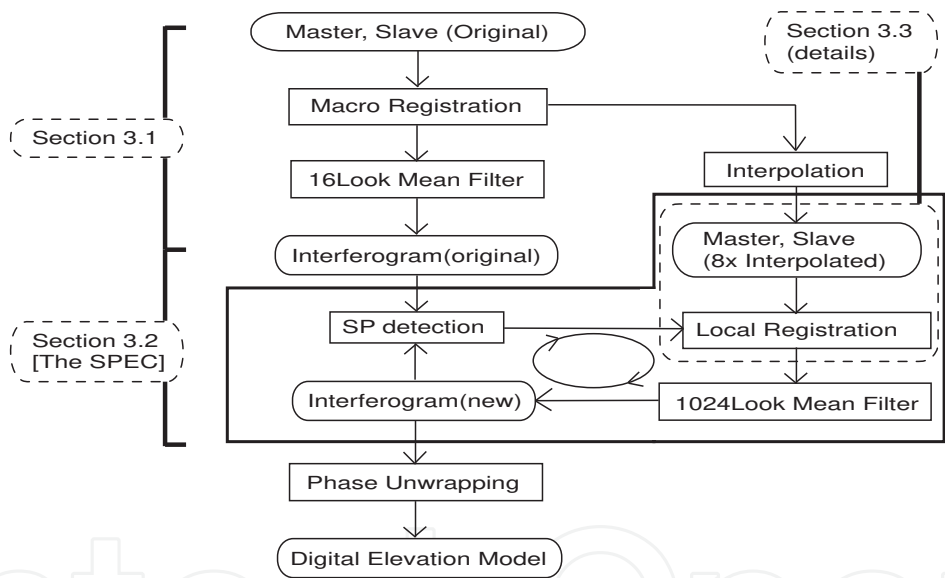 Master, Slave (Original)
Section 3.3
(details)
Macro Registration
Section 3.1
Interpolation
16Look Mean Filter
Master, Slave
(8x Interpolated)
Interferogram(original)
SP detection
Local Registration
Section 3.2
[The SPEC]
Interferogram(new)
1024Look Mean Filter
Phase Unwrapping
Digital Elevation Model